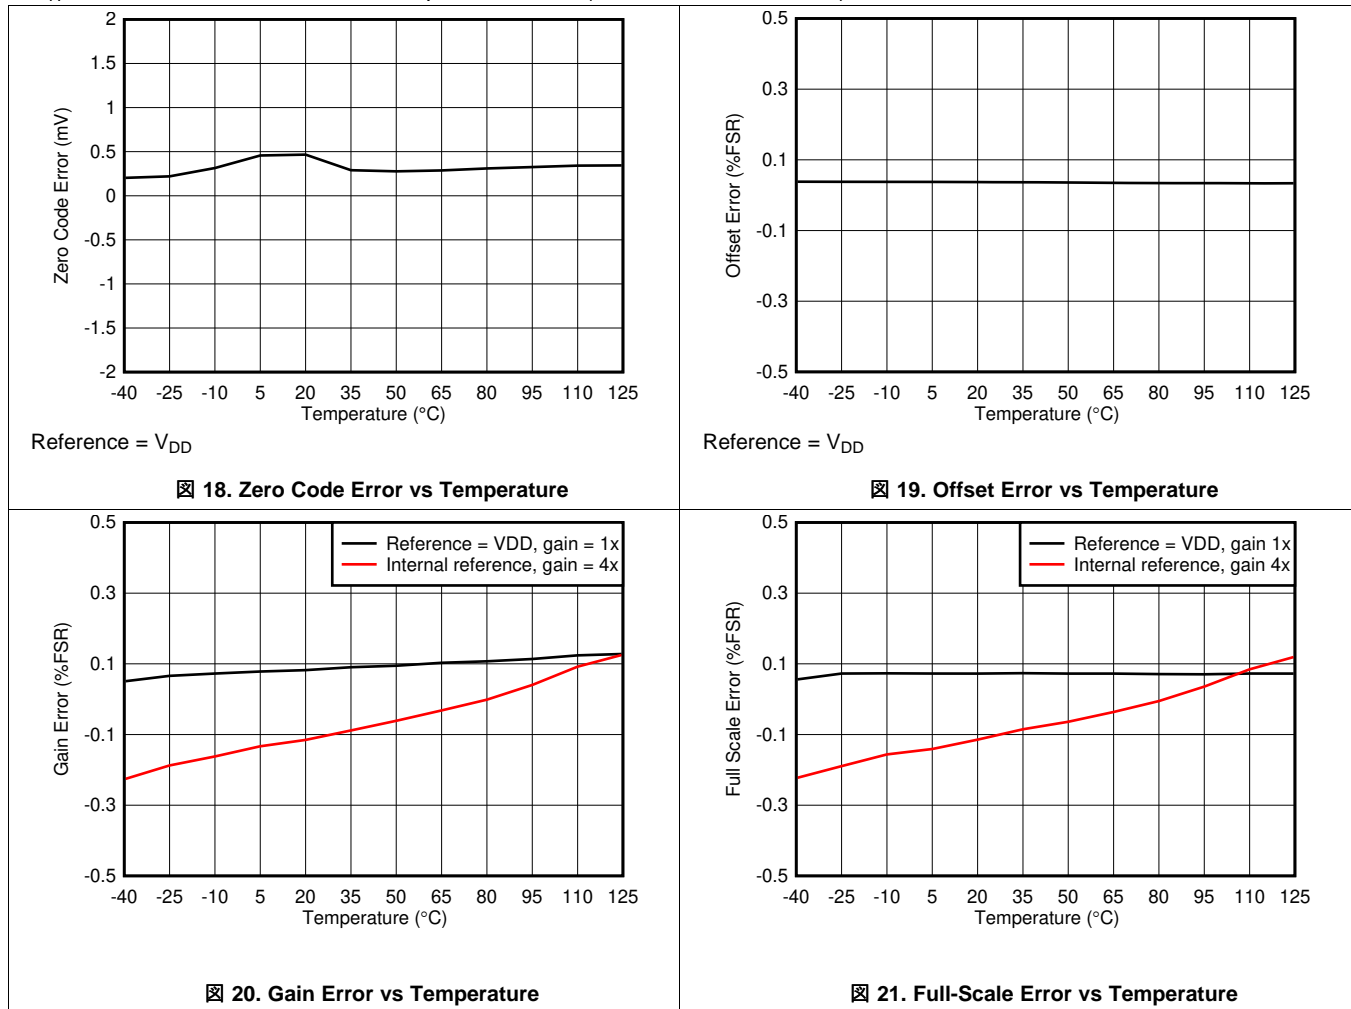 2
1.5
1
0.5
0
-0.5
-1
-1.5
-2
Zero Code Error (mV)
-40 -25 -10 5 20 35 50 65 80 95 110 125
Temperature (°C)
Reference = VDD
図 18. Zero Code Error vs Temperature
0.5
0.3
0.1
-0.1
-0.3
-0.5
Offset Error (%FSR)
-40 -25 -10 5 20 35 50 65 80 95 110 125
Temperature (°C)
Reference = VDD
図 19. Offset Error vs Temperature
0.5
0.3
0.1
-0.1
-0.3
-0.5
Gain Error (%FSR)
Reference = VDD, gain = 1x
Internal reference, gain = 4x
-40 -25 -10 5 20 35 50 65 80 95 110 125
Temperature (°C)
図 20. Gain Error vs Temperature
0.5
0.3
0.1
-0.1
-0.3
-0.5
Full Scale Error (%FSR)
Reference = VDD, gain 1x
Internal reference, gain 4x
-40 -25 -10 5 20 35 50 65 80 95 110 125
Temperature (°C)
図 21. Full-Scale Error vs Temperature